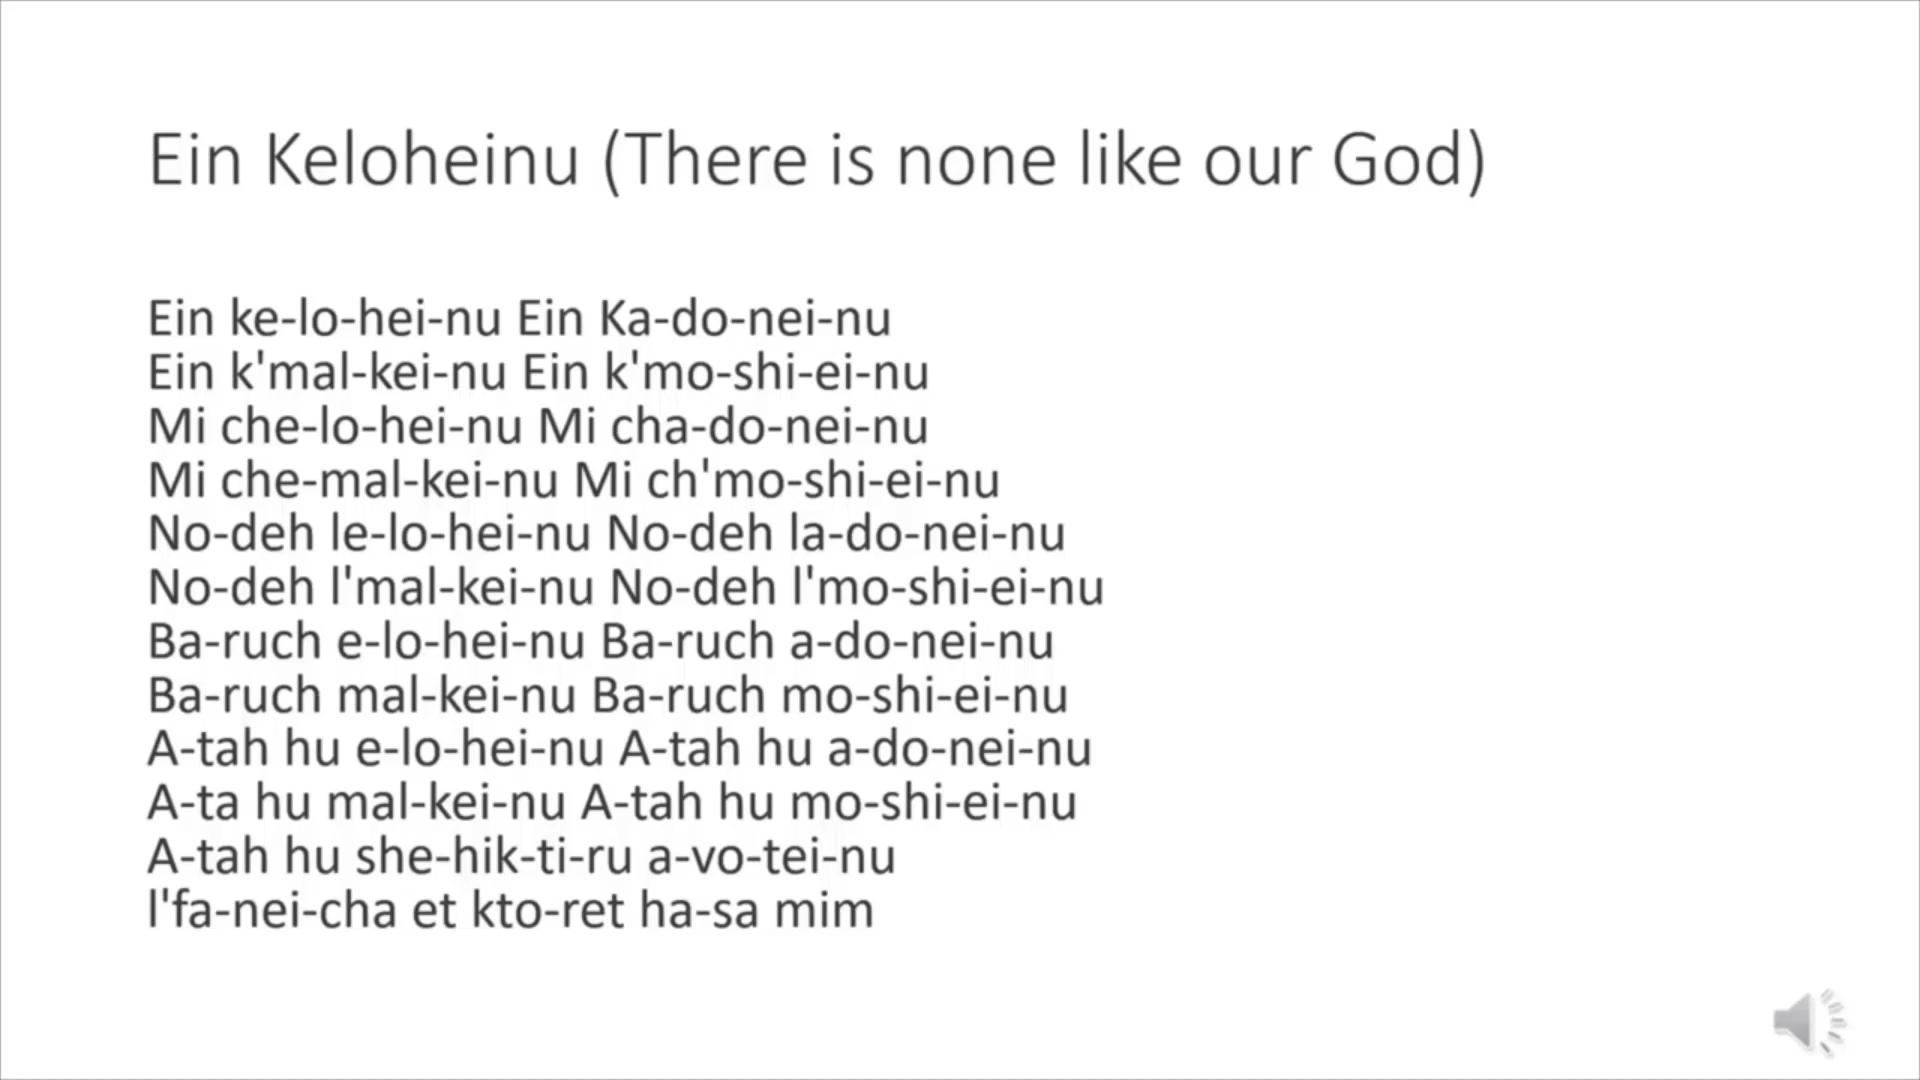 Ein Keloheinu (There is none like our God)
Ein ke-lo-hei-nu Ein Ka-do-nei-nu
Ein k'mal-kei-nu Ein k'mo-shi-ei-nu
Mi che-lo-hei-nu Mi cha-do-nei-nu
Mi che-mal-kei-nu Mi ch'mo-shi-ei-nu
No-deh le-lo-hei-nu No-deh la-do-nei-nu
No-deh l'mal-kei-nu No-deh l'mo-shi-ei-nu
Ba-ruch e-lo-hei-nu Ba-ruch a-do-nei-nu
Ba-ruch mal-kei-nu Ba-ruch mo-shi-ei-nu
A-tah hu e-lo-hei-nu A-tah hu a-do-nei-nu
A-ta hu mal-kei-nu A-tah hu mo-shi-ei-nu
A-tah hu she-hik-ti-ru a-vo-tei-nu
l'fa-nei-cha et kto-ret ha-sa mim